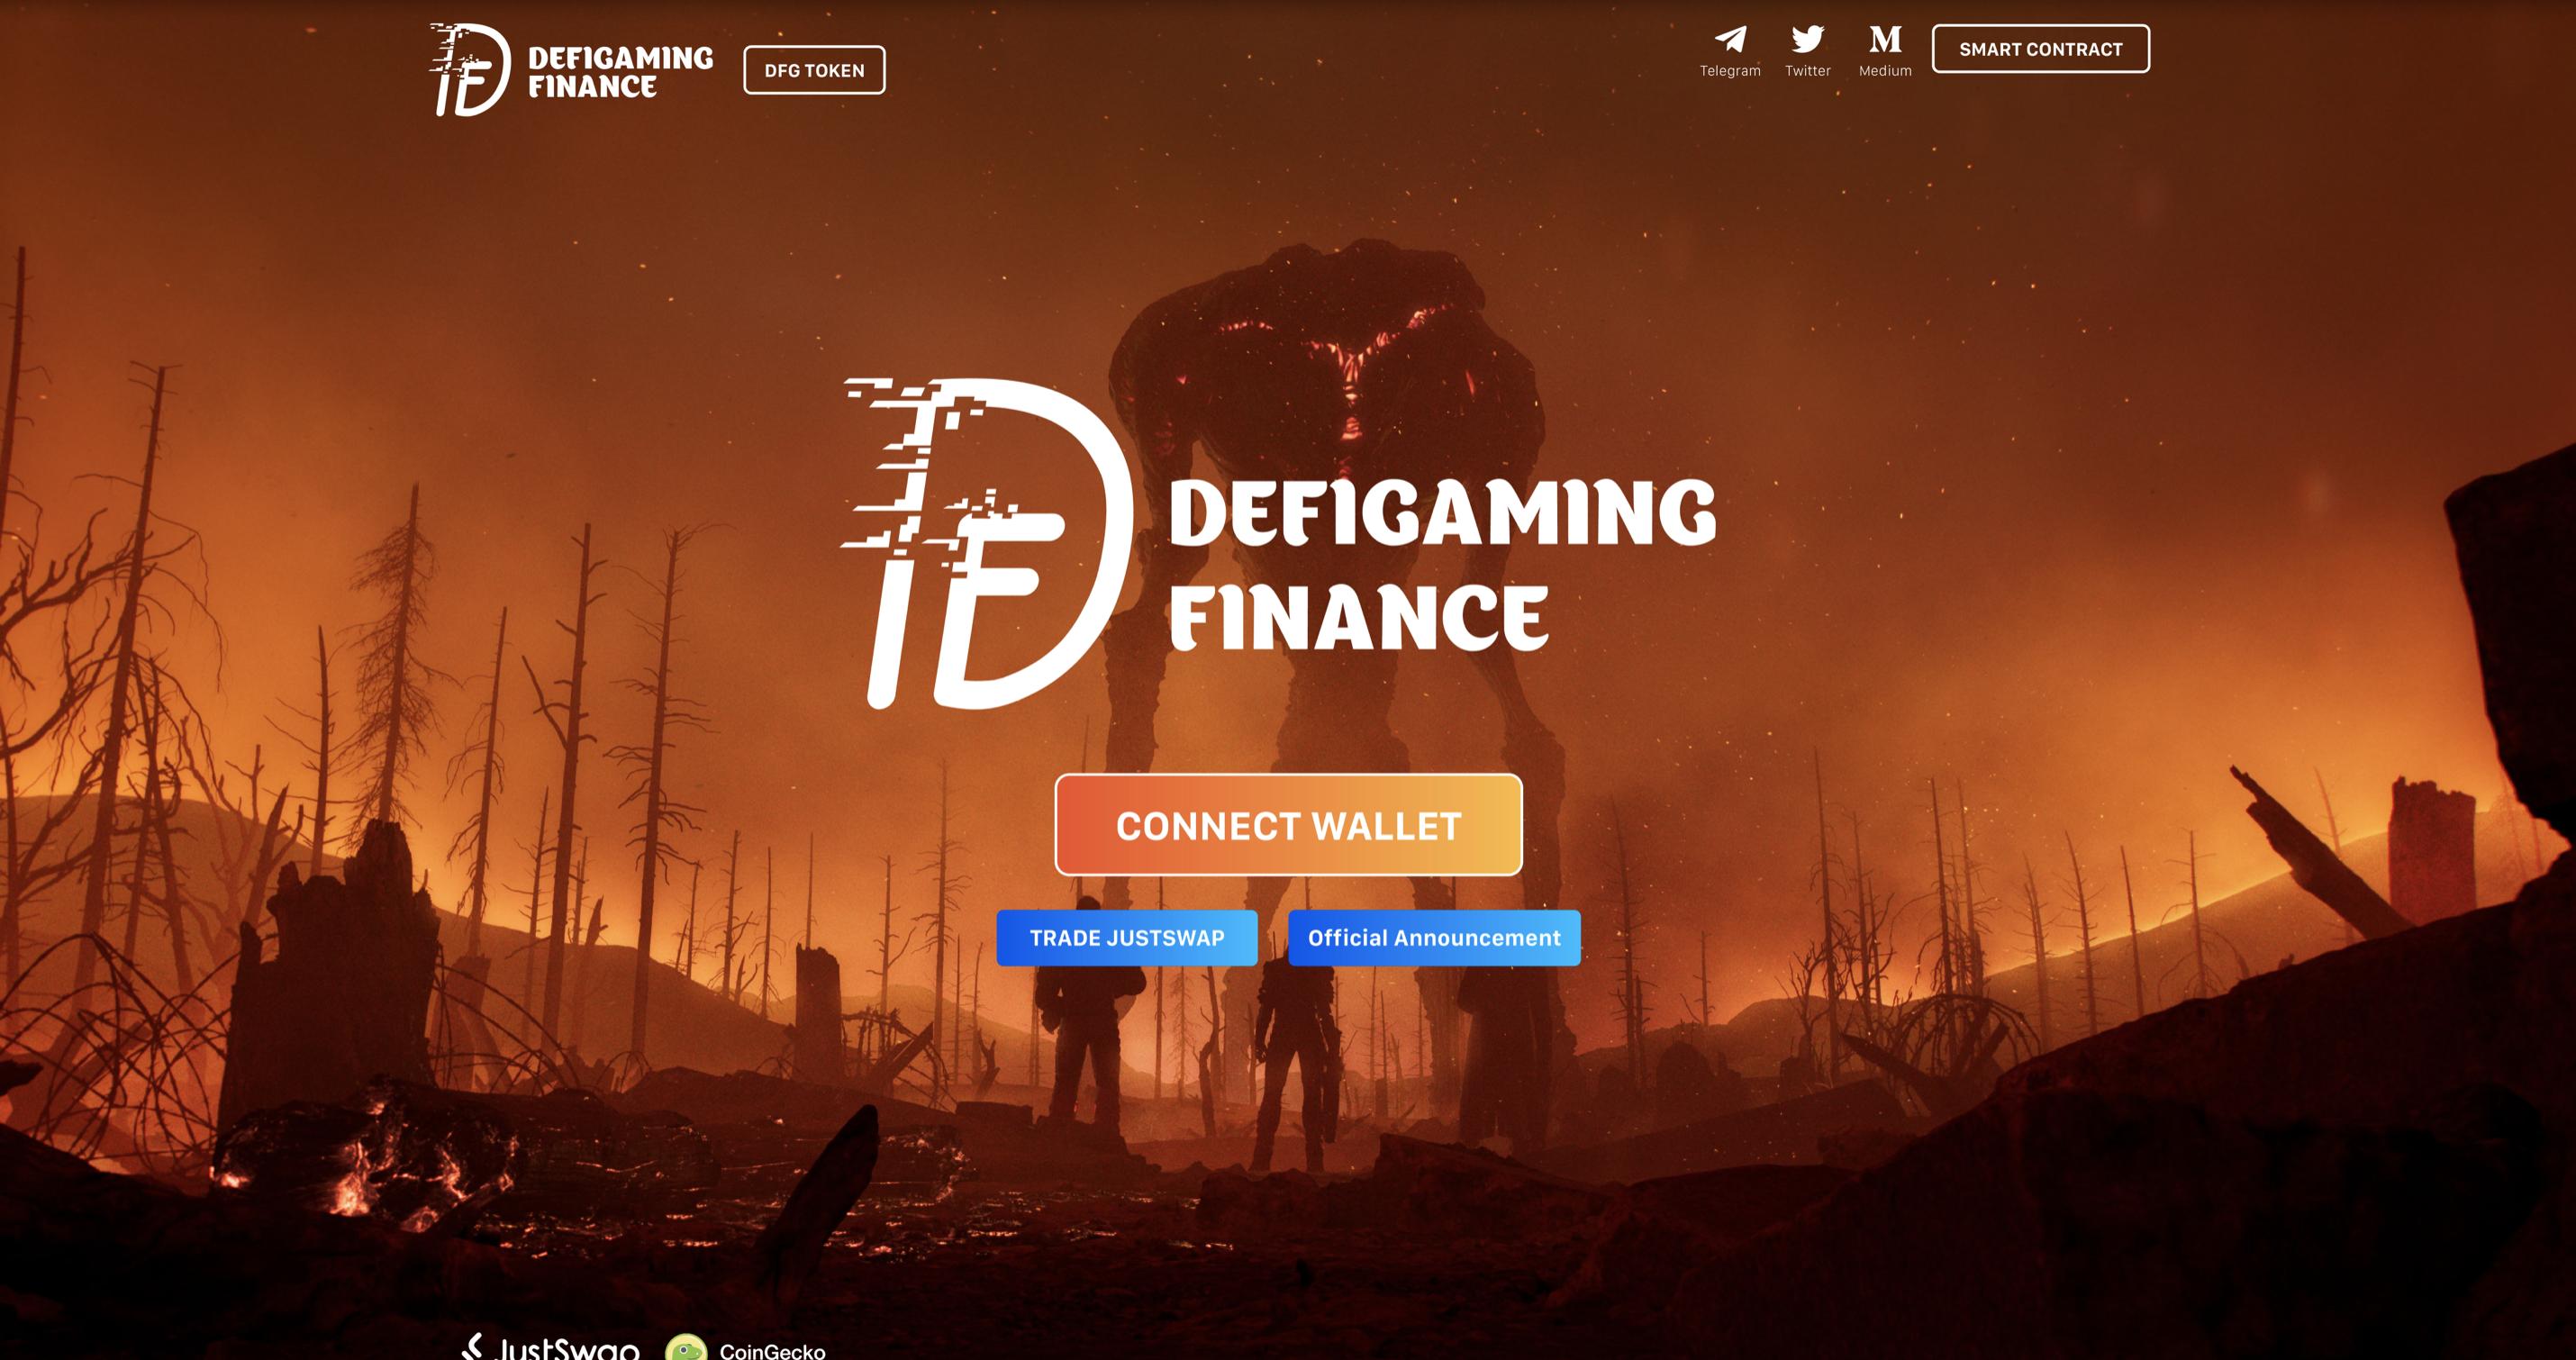 DEFIGAMING
FINANCE
DFG TOKEN
Telegram
Twitter
Medium
SMART CONTRACT
DEFIGAMING
FINANCE
CONNECT WALLET
TRADE JUSTSWAP
Official Announcement
JustSwap
CoinGecko